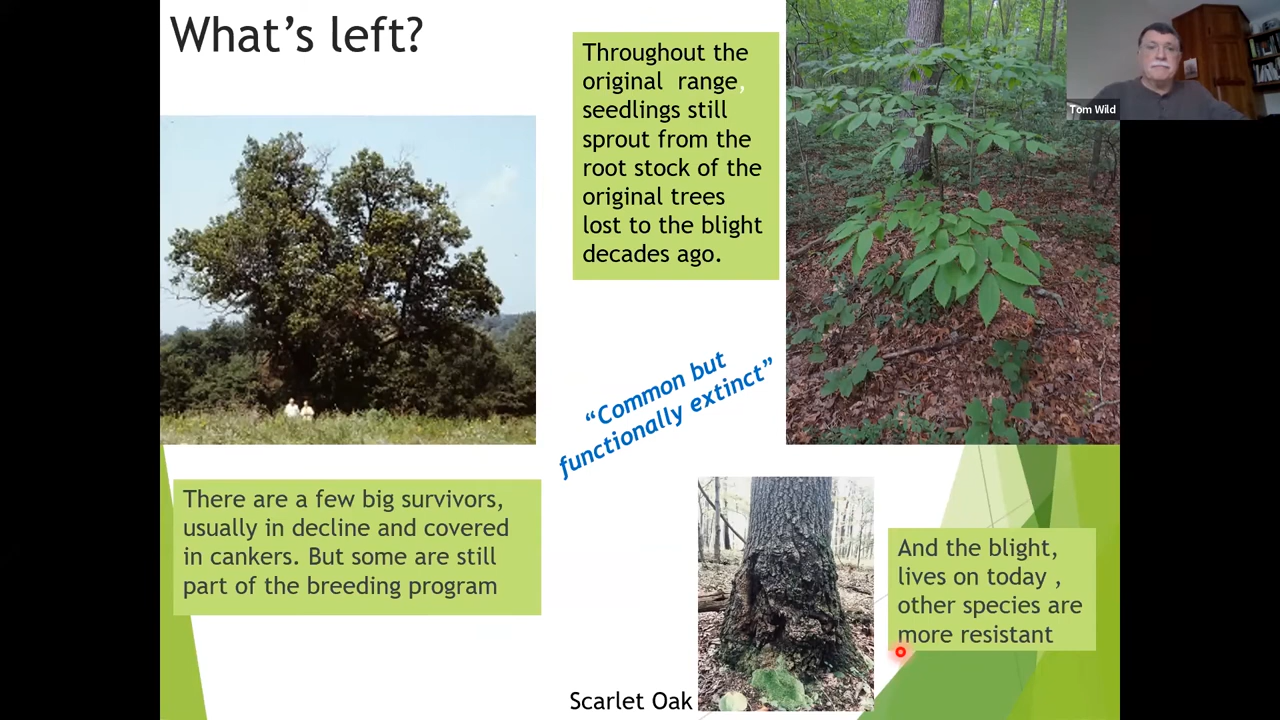 What’s left?
Throughout the
original  range,
seedlings still
sprout from the
root stock of the
original trees
lost to the blight
decades ago.
Tom Wild
“Common but
functionally extinct”
There are a few big survivors,
usually in decline and covered
in cankers. But some are still
part of the breeding program
And the blight,
lives on today ,
other species are
more resistant
Scarlet Oak